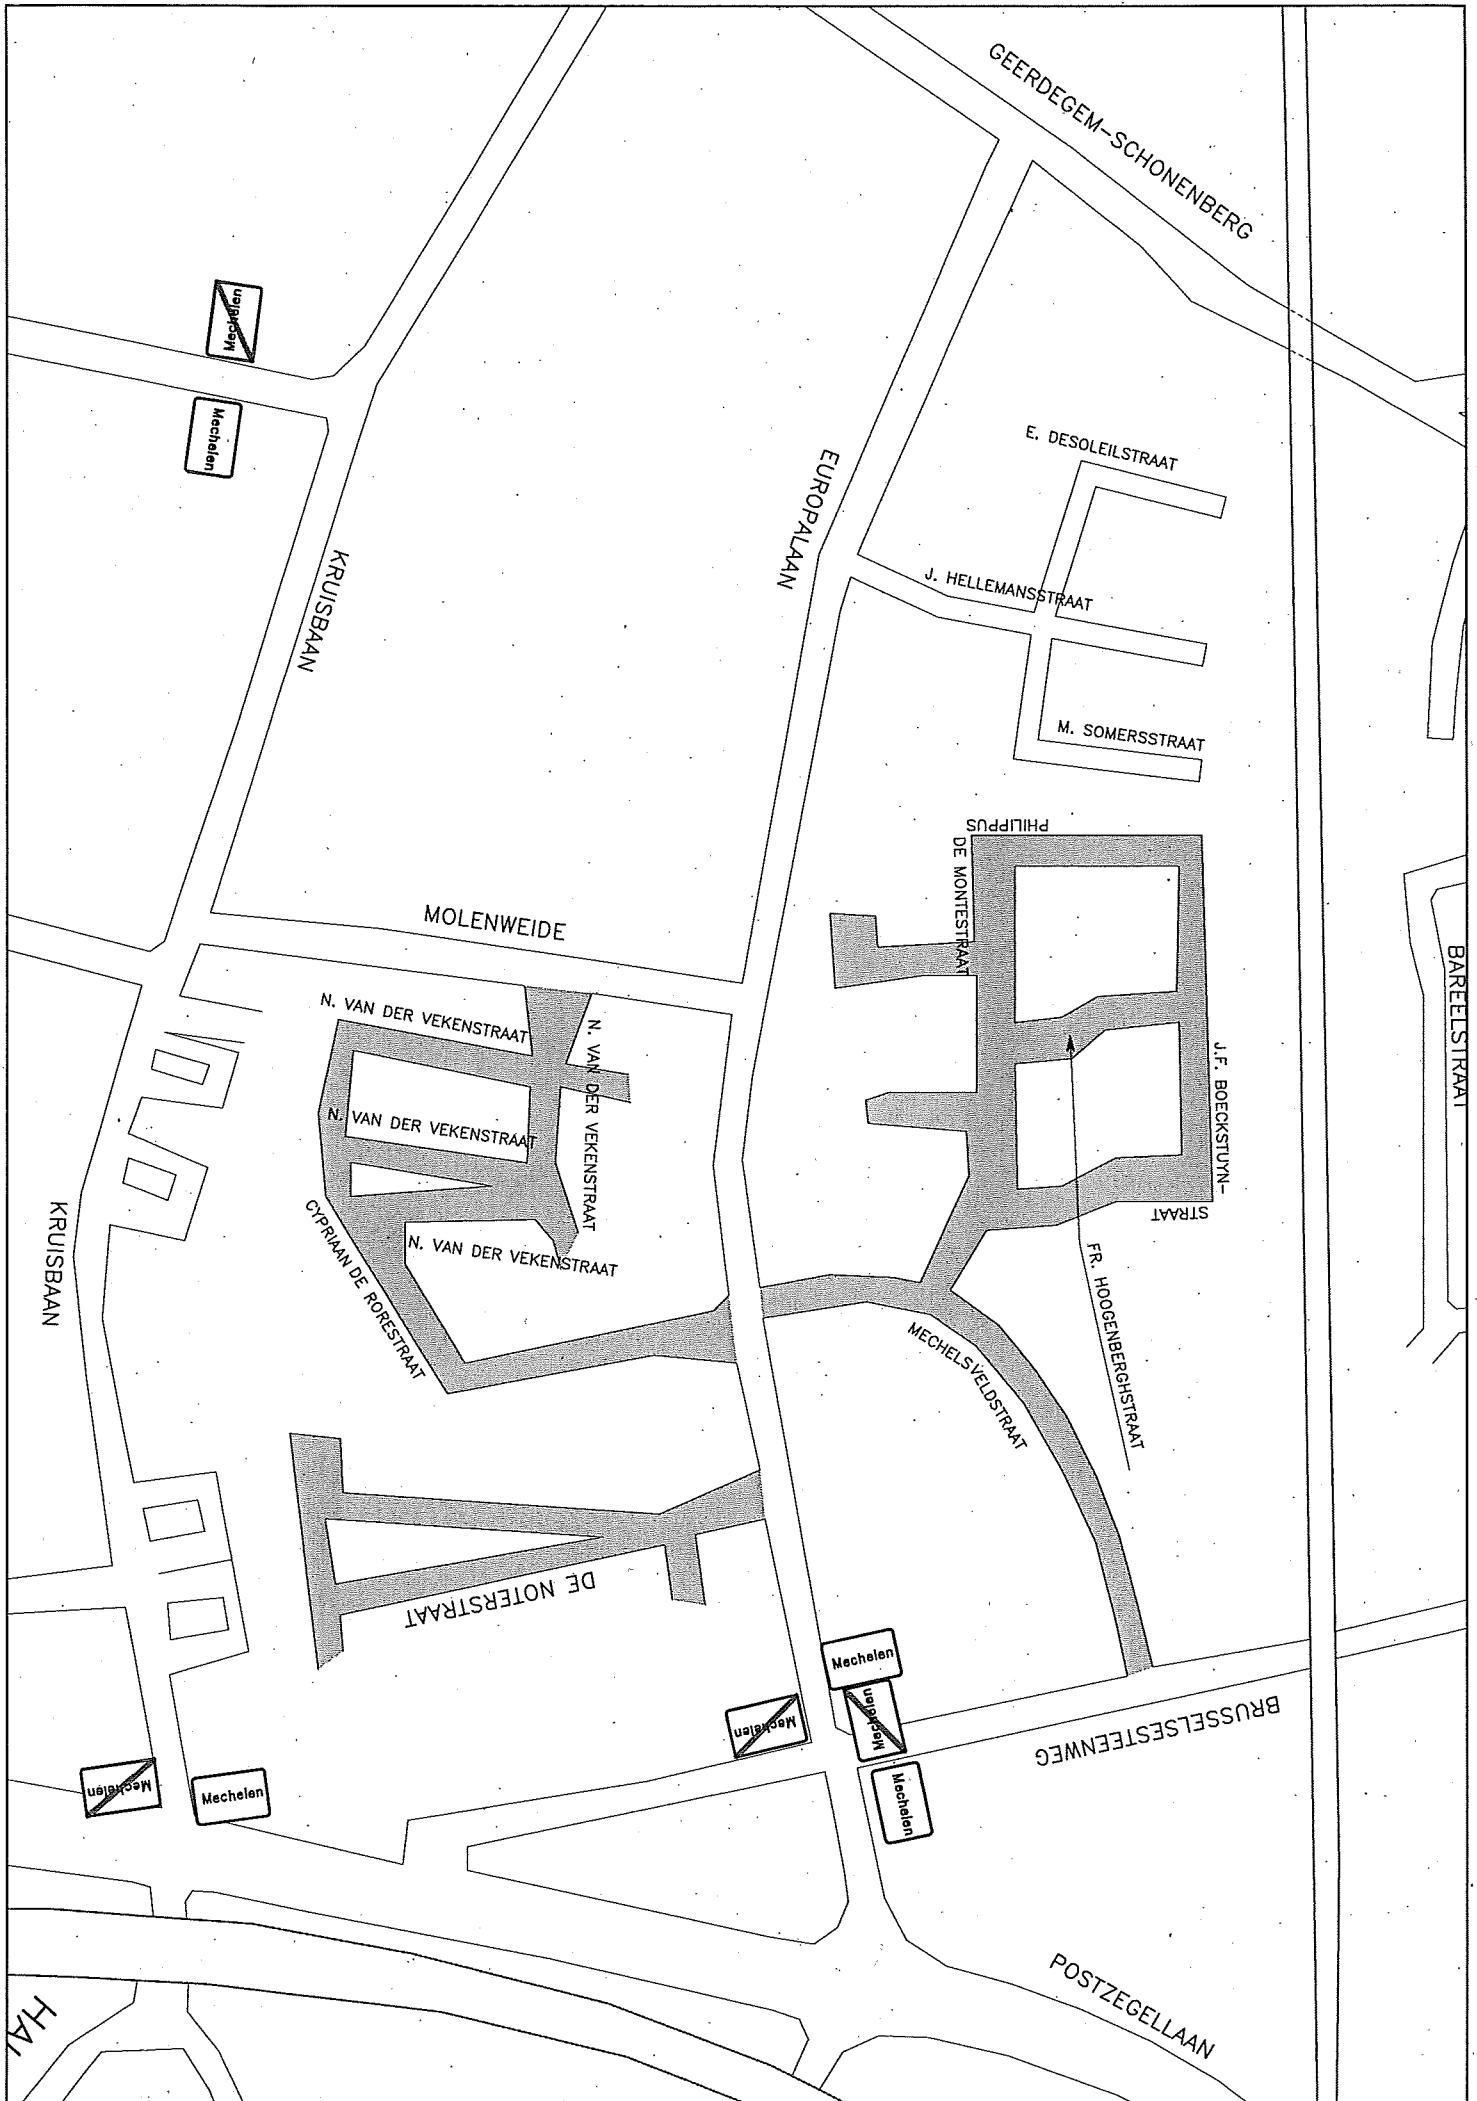 GEERDEGEM-SCHONENBERG
Mechelen
Mechelen
E. DESOLEILSTRAAT
EUROPALAAN
KRUISBAAN
J. HELLEMANSSTRAAT
M. SOMERSSTRAAT
PHILIPPUS
DE MONTESTRAAT
MOLENWEIDE
BAREELSTRAAT
N. VAN DER VEKENSTRAAT
N. VAN DER VEKENSTRAAT
J.F. BOECKSTUYN-
STRAAT
N. VAN DER VEKENSTRAAT
N. VAN DER VEKENSTRAAT
KRUISBAAN
CYPRIAAN DE RORESTRAAT
FR. HOOGENBERGHSTRAAT
MECHELSVELDSTRAAT
DE NOTERSTRAAT
Mechelen
Mechelen
Mechelen
BRUSSELSESTEENWEG
Mechelen
Mechelen
Mechelen
POSTZEGELLAAN
HA